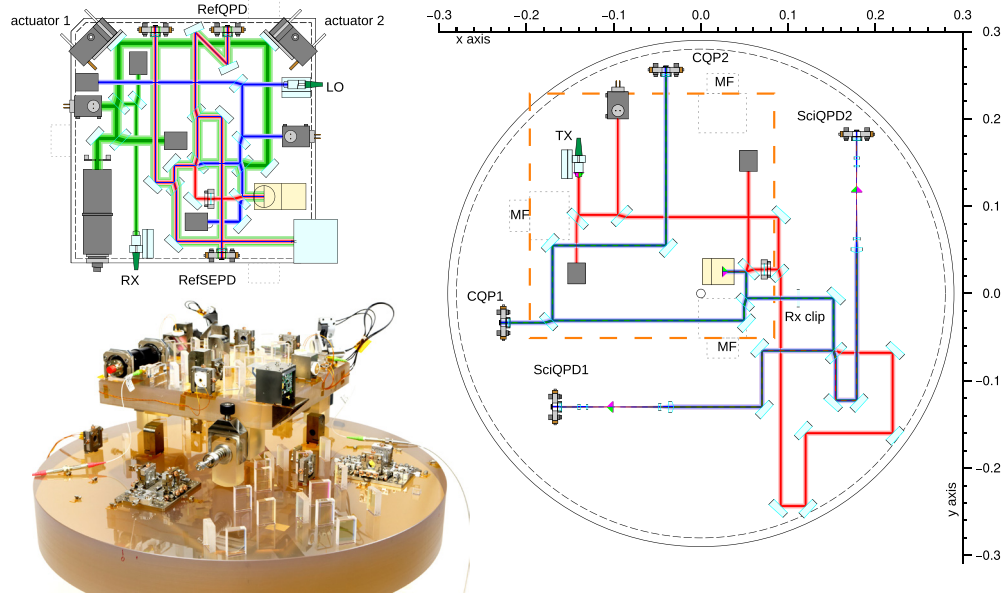 RefQPD
actuator 1
actuator 2
LO
RX
RefSEPD
−0.3
−0.2
−0.1
0.0
0.1
0.2
0.3
x axis
0.3
0.2
0.1
0.0
−0.1
−0.2
−0.3
y axis
CQP2
MF
SciQPD2
TX
MF
CQP1
Rx clip
MF
SciQPD1